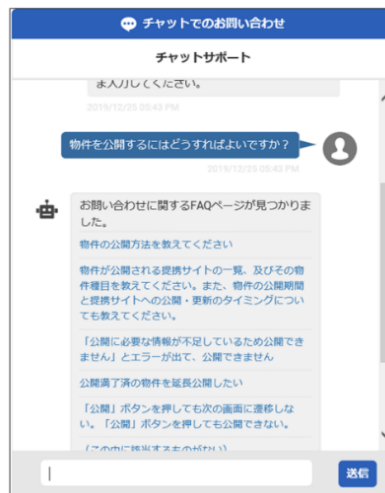 チャットでのお問い合わせ
チャットサポート
ま入力してください。
2019/12/25 05:43 PM
物件を公開するにはどうすればよいですか？
2019/12/25 05:43 PM
お問い合わせに関するFAQページが見つかりま
した。
物件の公開方法を教えてください
物件が公開される提携サイトの一覧、及びその物
件種目を教えてください。また、物件の公開期間
と提携サイトへの公開・更新のタイミングについ
ても教えてください。
「公開に必要な情報が不足しているため公開でき
ません」とエラーが出て、公開できません
公開満了済の物件を延長公開したい
「公開」ボタンを押しても次の画面に遷移しな
い。「公開」ボタンを押しても公開できない。
（この中に該当するものがない）
送信